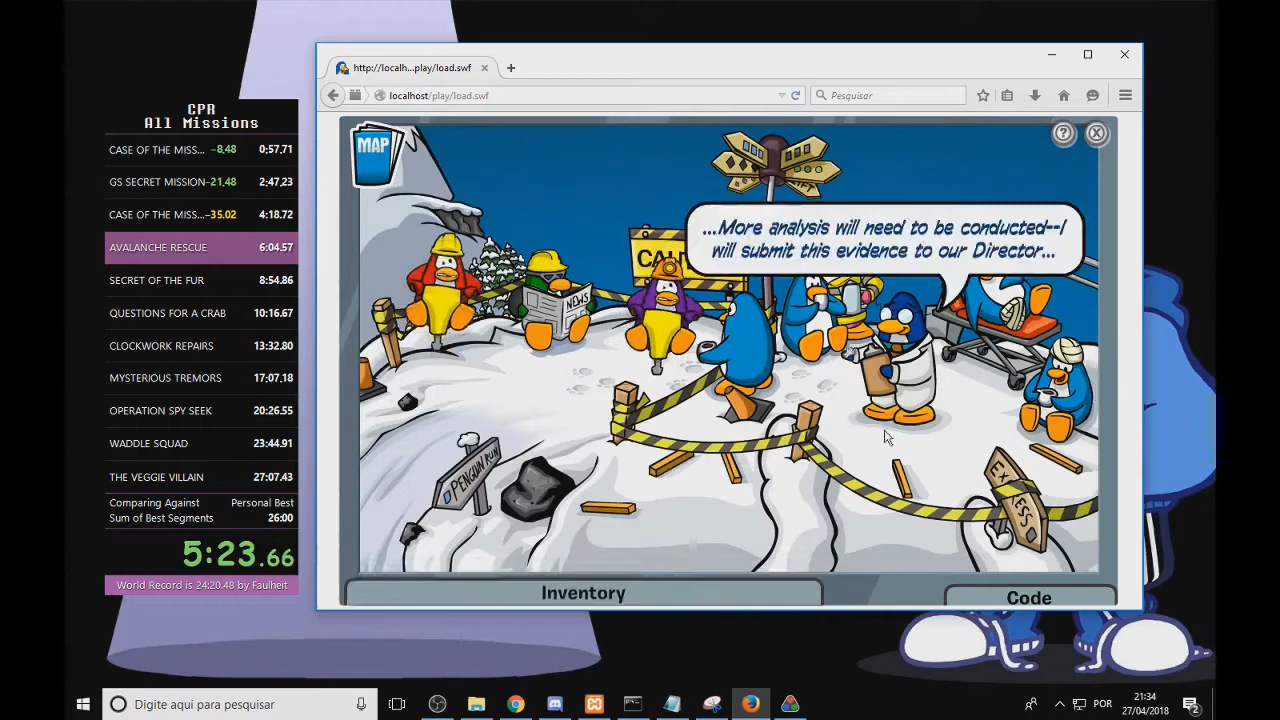 CPR
All Missions
CASE OF THE MISS... -8,48 0:57,71
GS SECRET MISSION -21,48 2:47,23
CASE OF THE MISS... -35.02 4:18.72
AVALANCHE RESCUE 6:04.57
SECRET OF THE FUR 8:54.86
QUESTIONS FOR A CRAB 10:16.67
CLOCKWORK REPAIRS 13:32.80
MYSTERIOUS TREMORS 17:07.18
OPERATION SPY SEEK 20:26.55
WADDLE SQUAD 23:44.91
THE VEGGIE VILLAIN 27:07.43
Comparing Against Personal Best
Sum of Best Segments 26:00
5:23.66
World Record is 24:20.48 by Faulheit
http://localh...play/load.swf
localhost/play/load.swf
Pesquisar
MAP
?
X
...More analysis will need to be conducted--I
will submit this evidence to our Director...
NEWS
PENGUIN RUN
Inventory
Code
Digite aqui para pesquisar
POR
21:34
27/04/2018
2